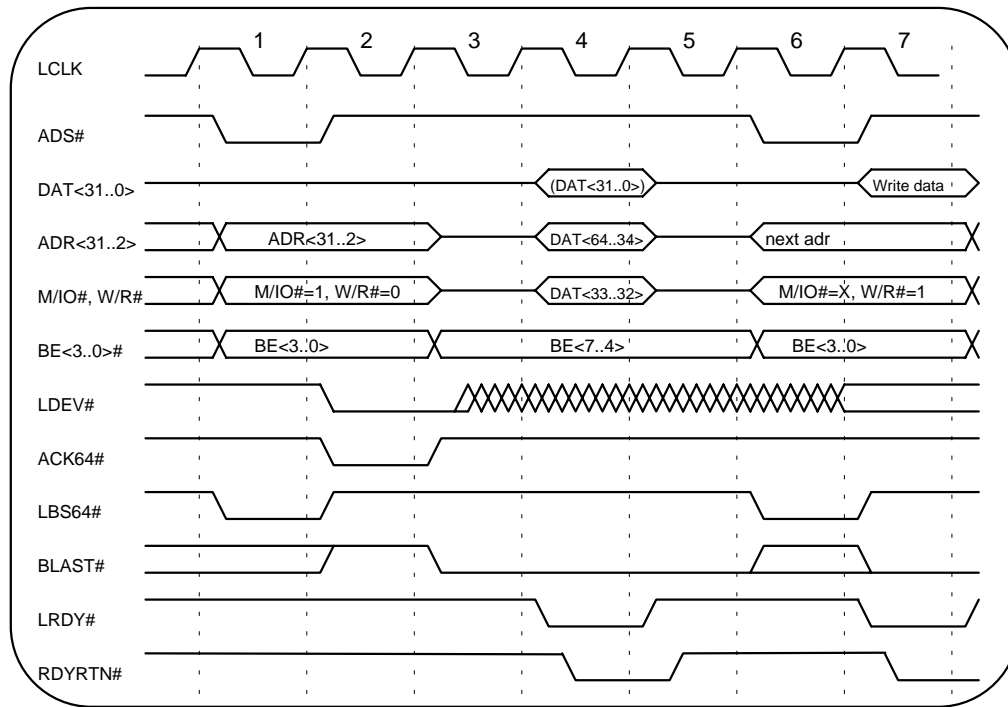 1 2 3 4 5 6 7
LCLK
ADS#
DAT<31..0> (DAT<31..0>) Write data
ADR<31..2> ADR<31..2> DAT<64..34> next adr
M/IO#, W/R# M/IO#=1, W/R#=0 DAT<33..32> M/IO#=X, W/R#=1
BE<3..0># BE<3..0> BE<7..4> BE<3..0>
LDEV#
ACK64#
LBS64#
BLAST#
LRDY#
RDYRTN#